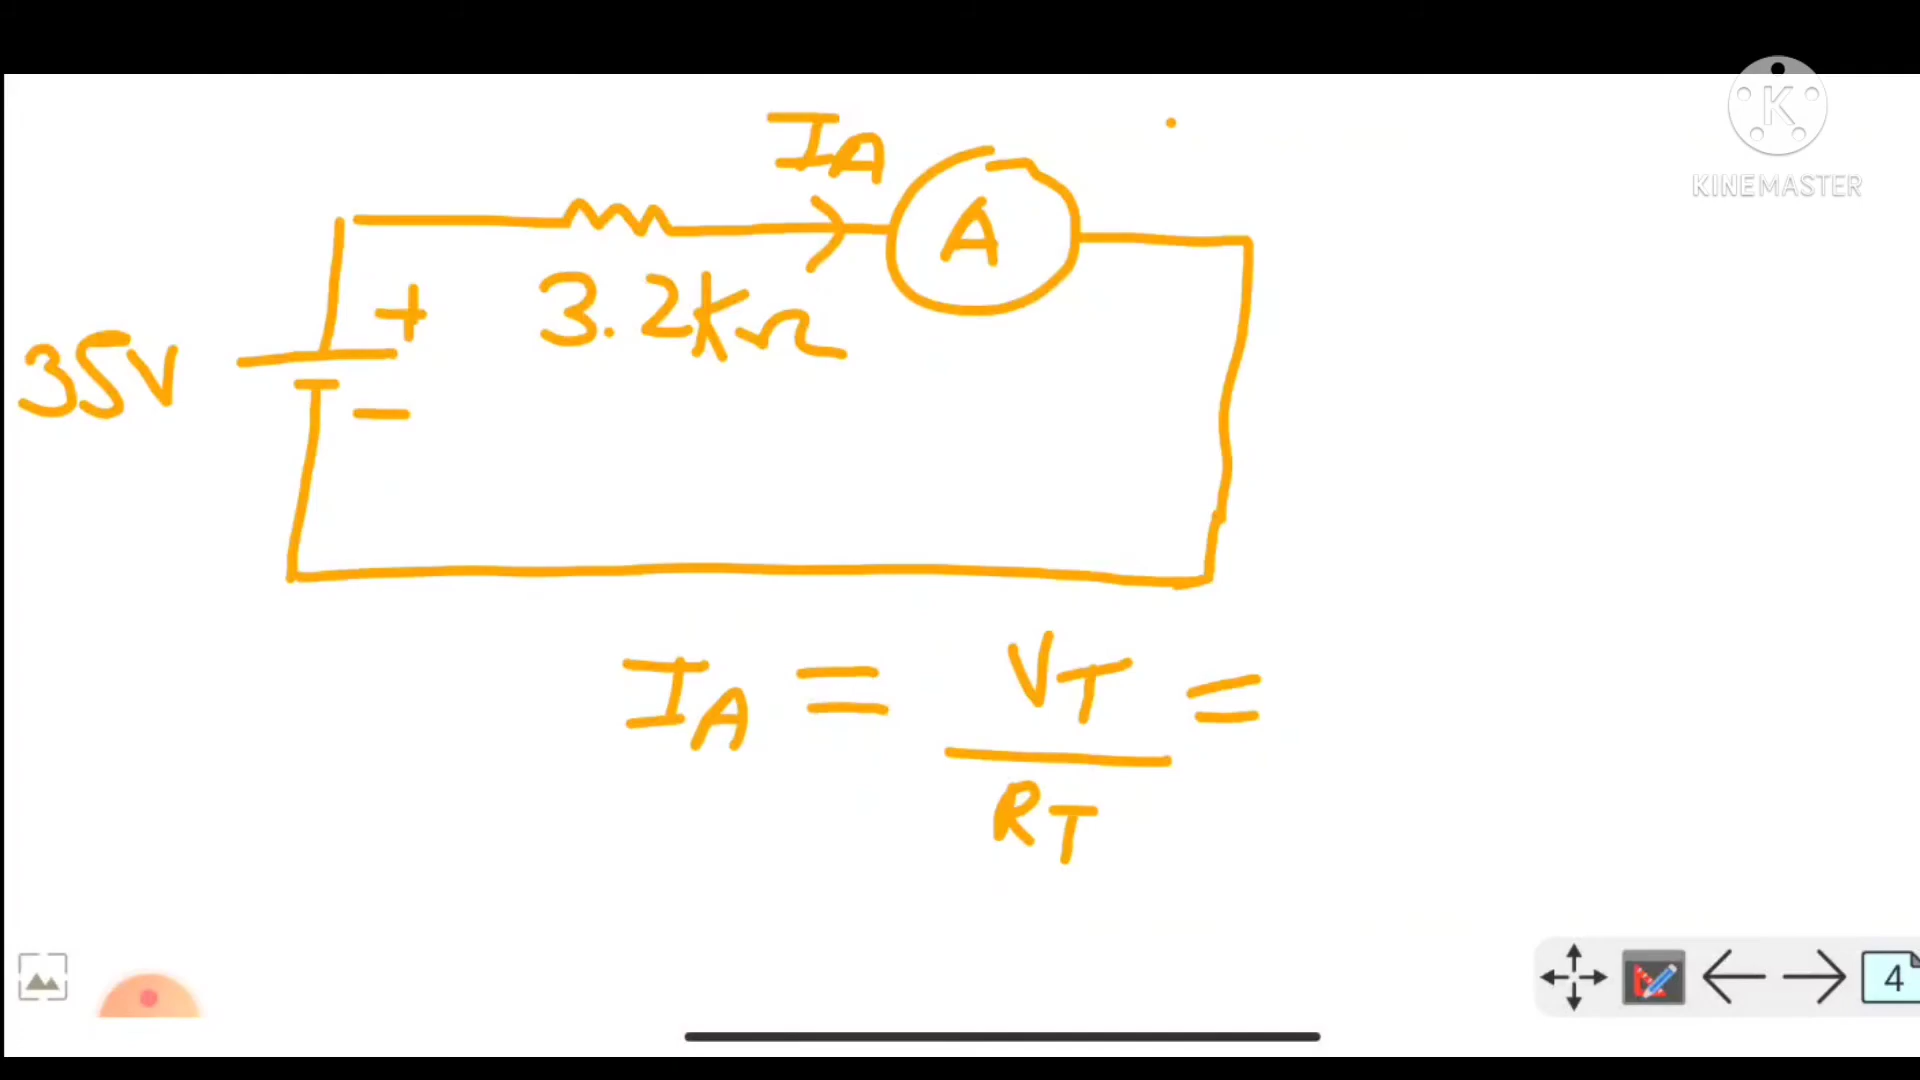 K
KINEMASTER
IA
A
3.2kΩ
+
35V
−
IA = VT/RT =
4